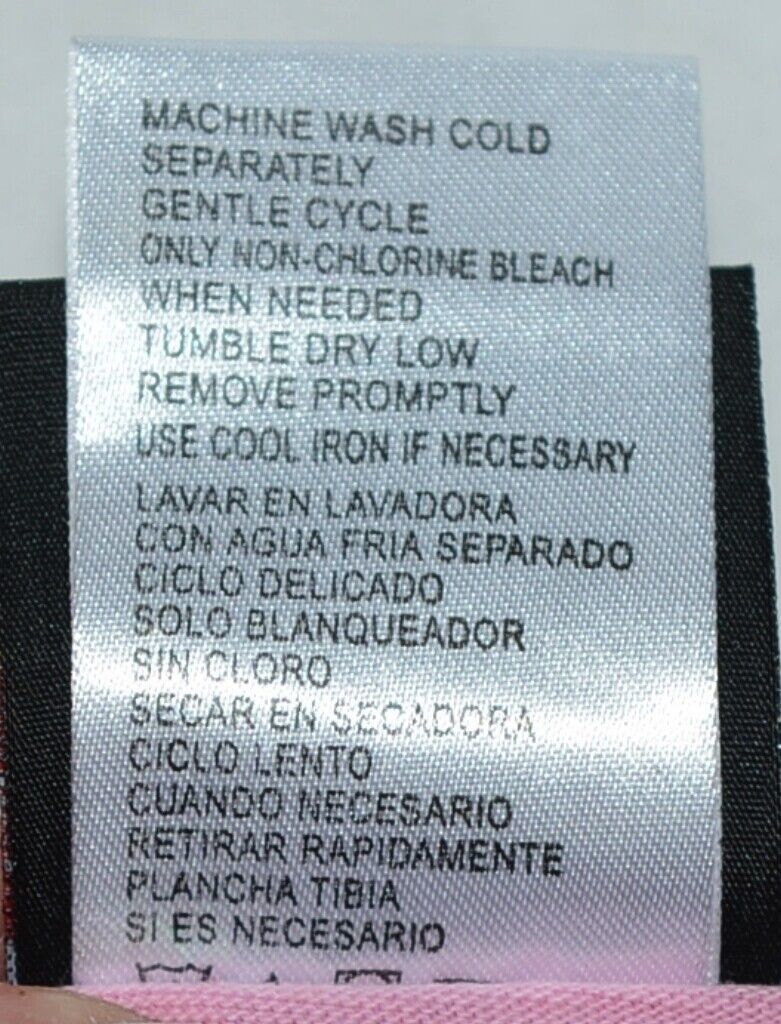 MACHINE WASH COLD
SEPARATELY
GENTLE CYCLE
ONLY NON-CHLORINE BLEACH
WHEN NEEDED
TUMBLE DRY LOW
REMOVE PROMPTLY
USE COOL IRON IF NECESSARY
LAVAR EN LAVADORA
CON AGUA FRIA SEPARADO
CICLO DELICADO
SOLO BLANQUEADOR
SIN CLORO
SECAR EN SECADORA
CICLO LENTO
CUANDO NECESARIO
RETIRAR RAPIDAMENTE
PLANCHA TIBIA
SI ES NECESARIO